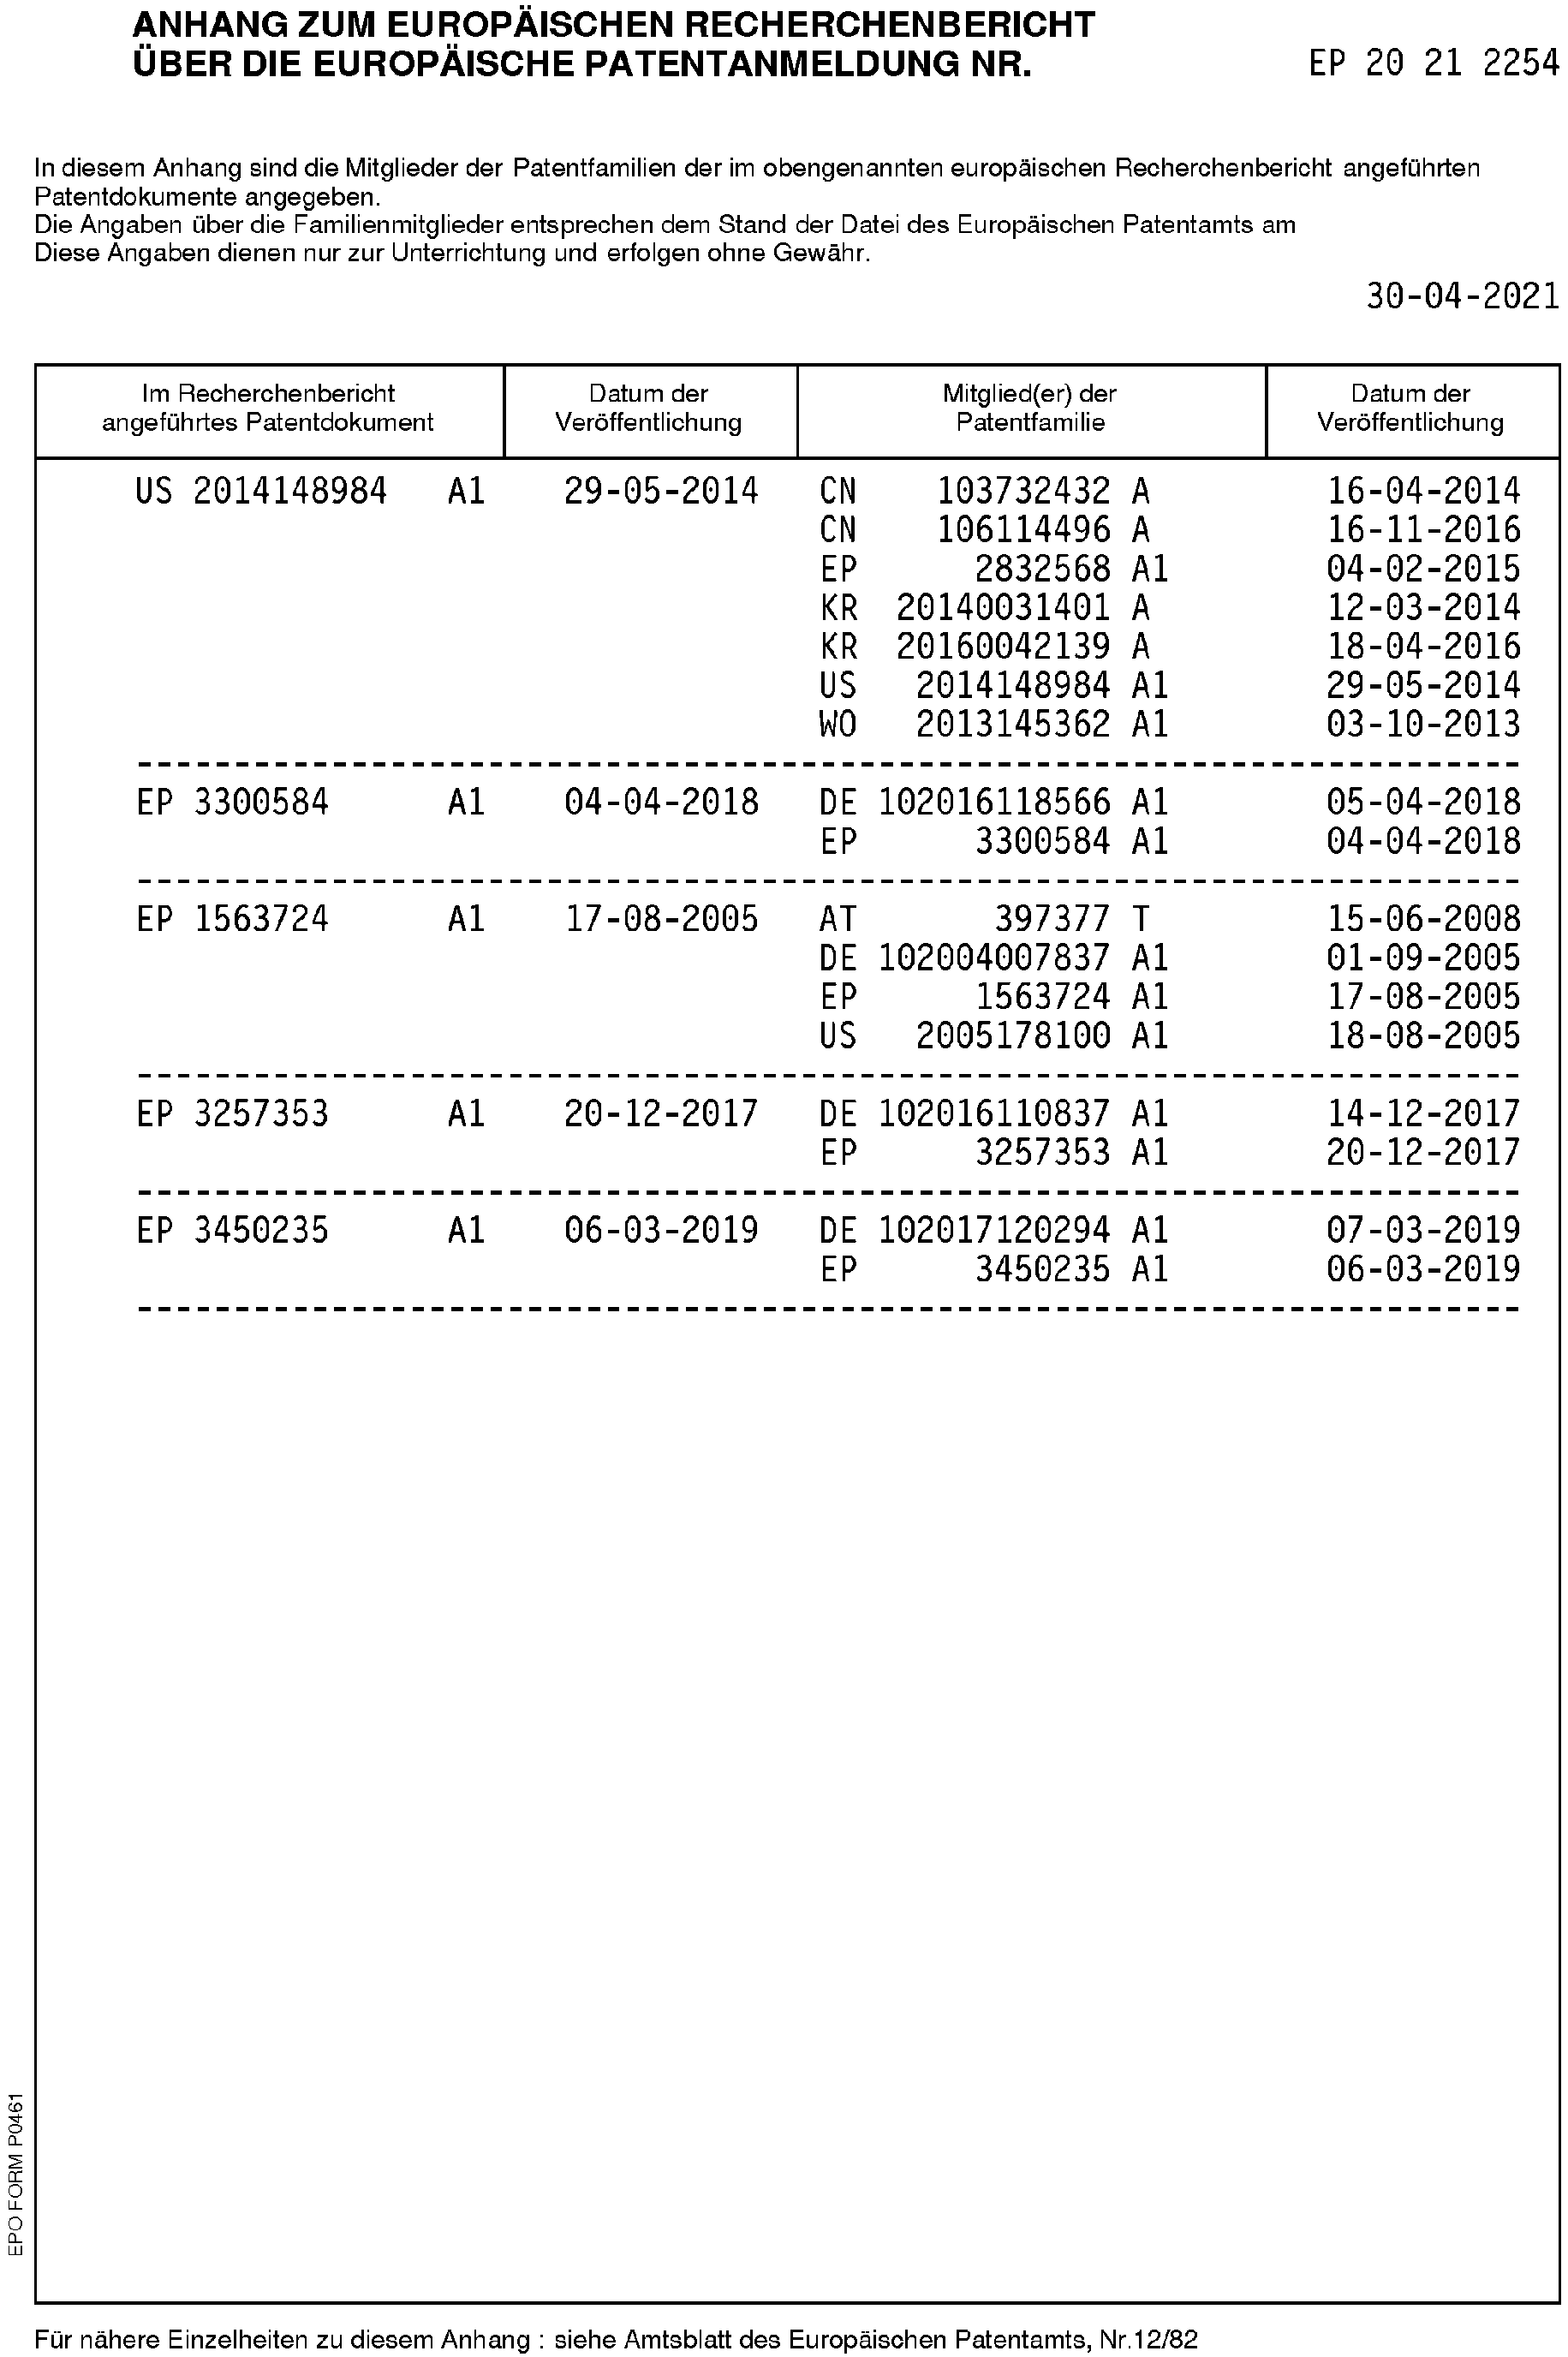 ANHANG ZUM EUROPÄISCHEN RECHERCHENBERICHT
ÜBER DIE EUROPÄISCHE PATENTANMELDUNG NR. EP 20 21 2254
In diesem Anhang sind die Mitglieder der Patentfamilien der im obengenannten europäischen Recherchenbericht angeführten
Patentdokumente angegeben.
Die Angaben über die Familienmitglieder entsprechen dem Stand der Datei des Europäischen Patentamts am
Diese Angaben dienen nur zur Unterrichtung und erfolgen ohne Gewähr.
30-04-2021
Im Recherchenbericht Datum der Mitglied(er) der Datum der
angeführtes Patentdokument Veröffentlichung Patentfamilie Veröffentlichung
US 2014148984 A1 29-05-2014 CN 103732432 A 16-04-2014
CN 106114496 A 16-11-2016
EP 2832568 A1 04-02-2015
KR 20140031401 A 12-03-2014
KR 20160042139 A 18-04-2016
US 2014148984 A1 29-05-2014
WO 2013145362 A1 03-10-2013
EP 3300584 A1 04-04-2018 DE 102016118566 A1 05-04-2018
EP 3300584 A1 04-04-2018
EP 1563724 A1 17-08-2005 AT 397377 T 15-06-2008
DE 102004007837 A1 01-09-2005
EP 1563724 A1 17-08-2005
US 2005178100 A1 18-08-2005
EP 3257353 A1 20-12-2017 DE 102016110837 A1 14-12-2017
EP 3257353 A1 20-12-2017
EP 3450235 A1 06-03-2019 DE 102017120294 A1 07-03-2019
EP 3450235 A1 06-03-2019
EPO FORM P0461
Für nähere Einzelheiten zu diesem Anhang : siehe Amtsblatt des Europäischen Patentamts, Nr.12/82